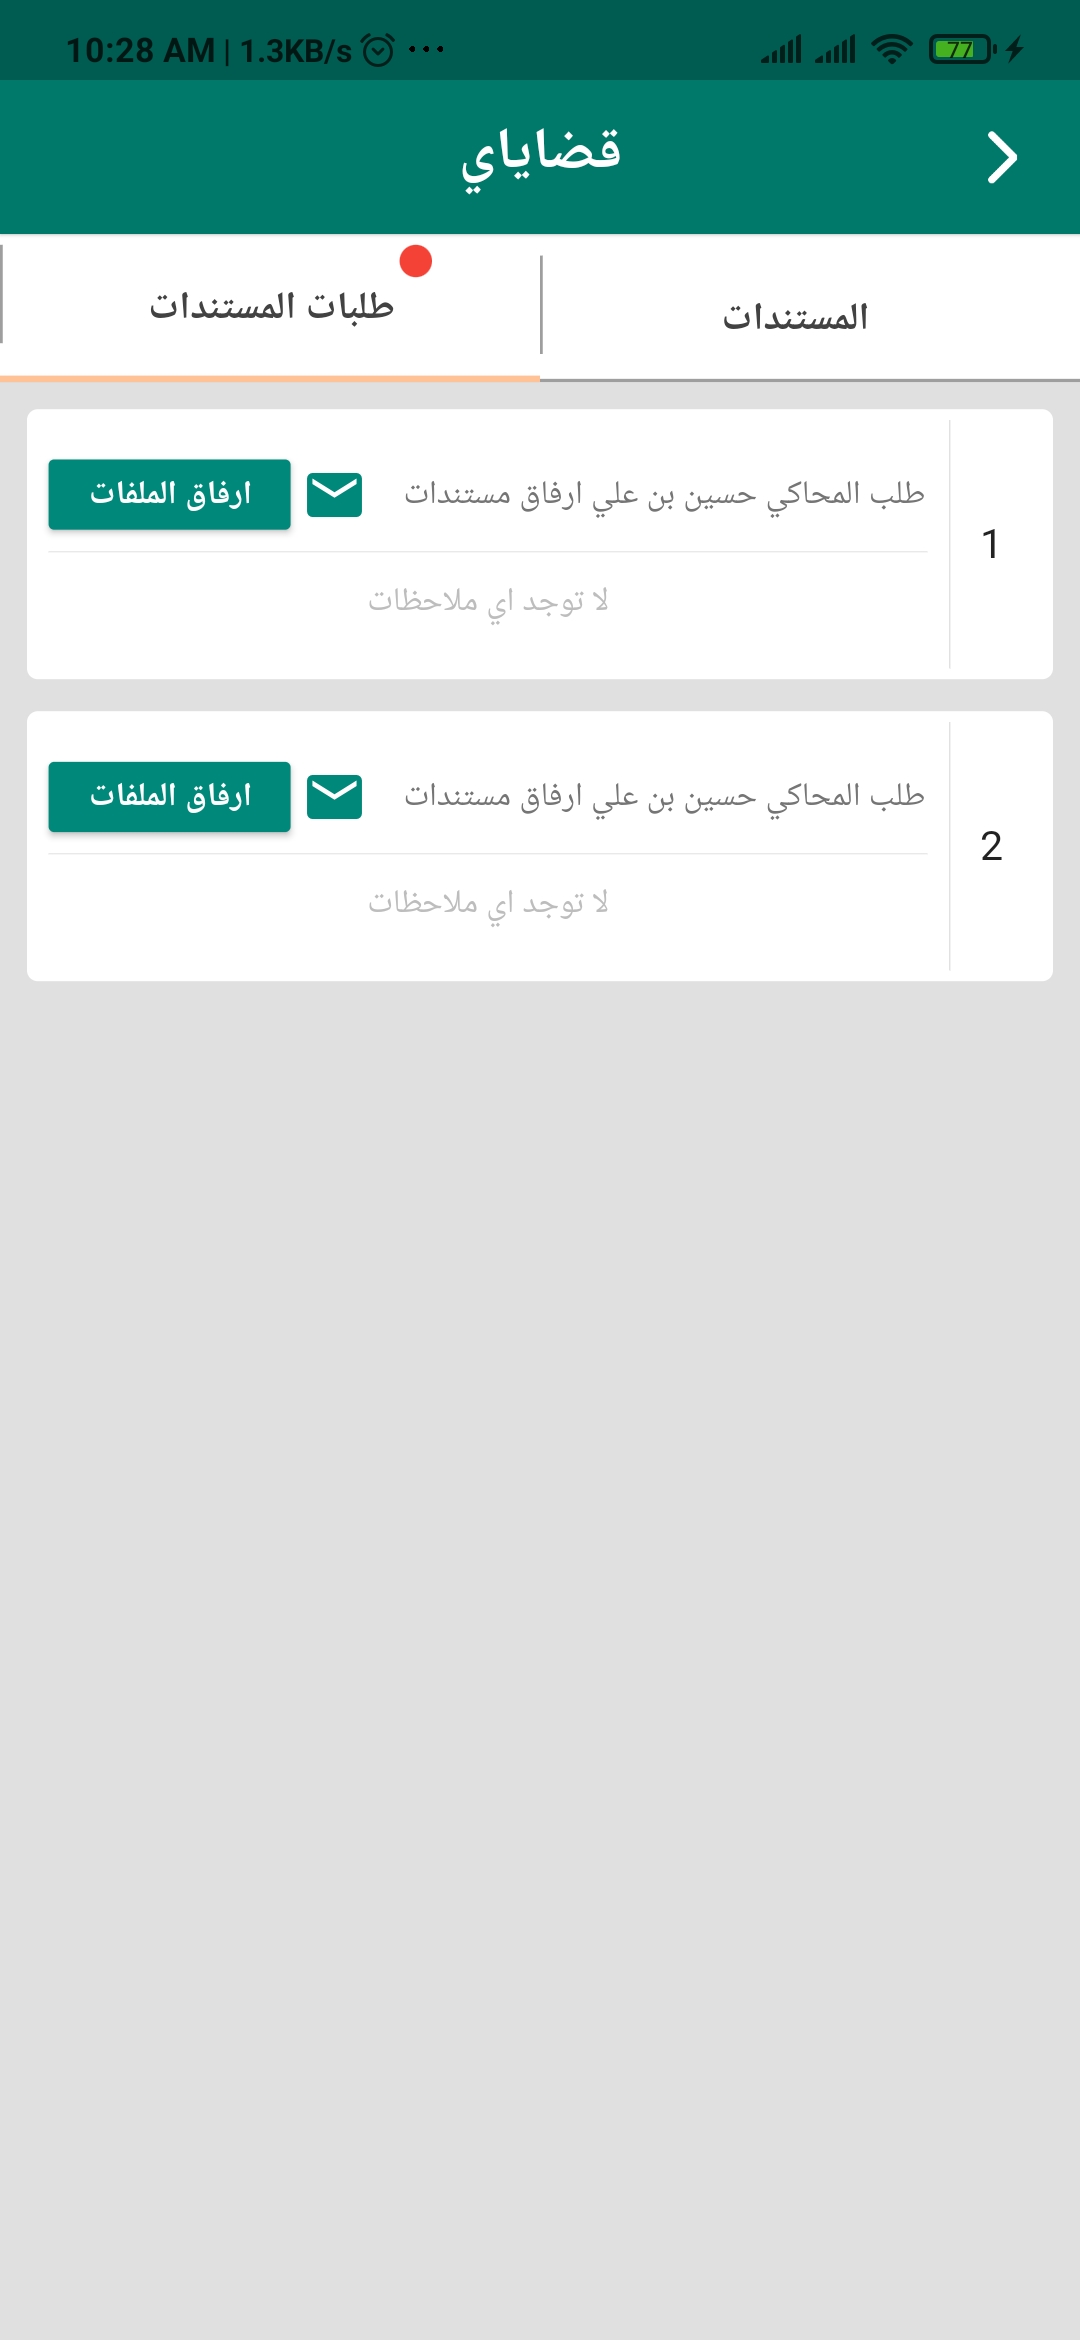 10:28 AM | 1.3KB/s ...
77
قضاياي
المستندات
طلبات المستندات
1
طلب المحاكي حسين بن علي ارفاق مستندات
ارفاق الملفات
لا توجد اي ملاحظات
2
طلب المحاكي حسين بن علي ارفاق مستندات
ارفاق الملفات
لا توجد اي ملاحظات